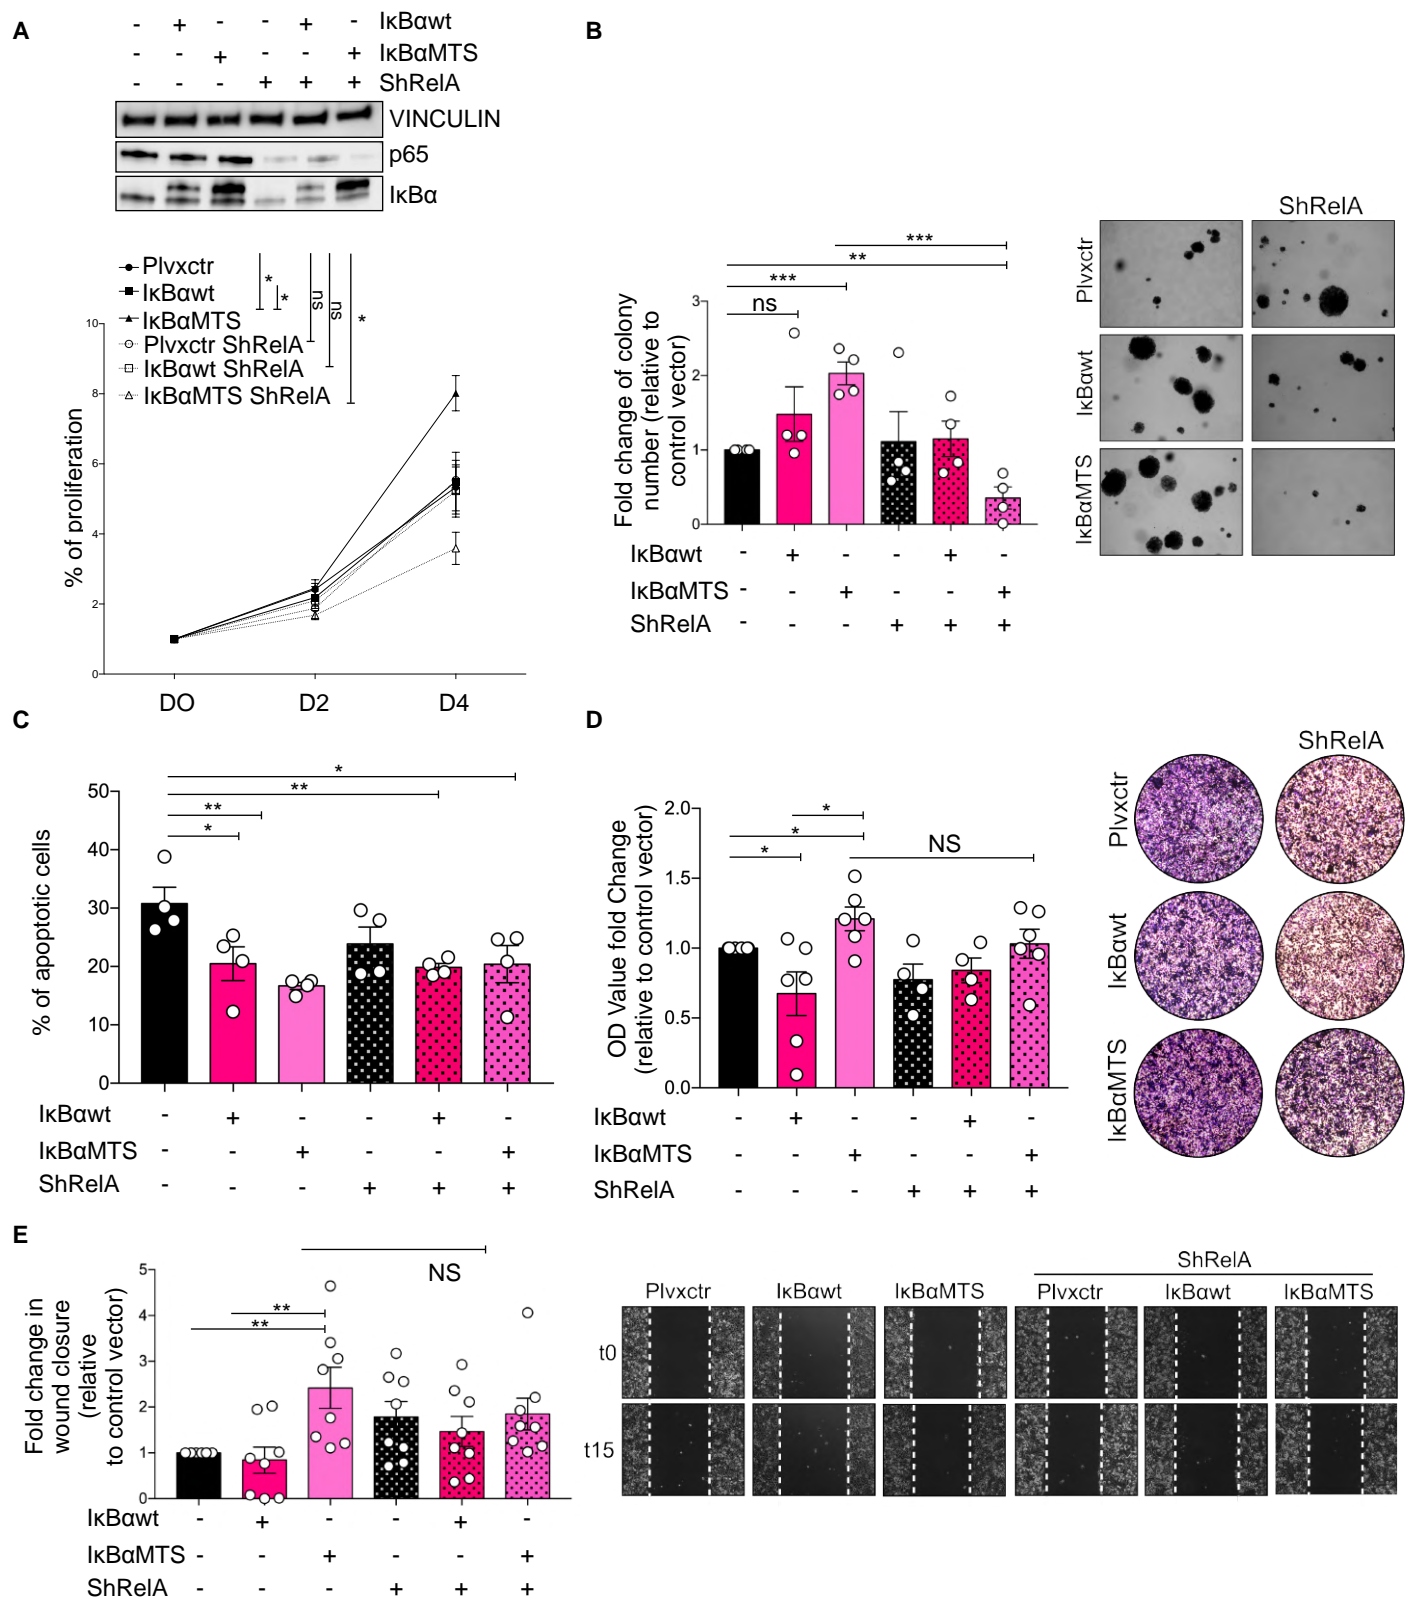 A
- + - - + - IκBαwt
- - + - - + IκBαMTS
- - - + + + ShRelA
VINCULIN
p65
IκBα
Plvxctr
IκBαwt
IκBαMTS
Plvxctr ShRelA
IκBαwt ShRelA
IκBαMTS ShRelA
* * ns ns *
% of proliferation
10
8
6
4
2
0
DO D2 D4
B
***
**
***
ns
Fold change of colony
number (relative to
control vector)
3
2
1
0
IκBαwt - + - - + -
IκBαMTS - - + - - +
ShRelA - - - + + +
ShRelA
Plvxctr
IκBαwt
IκBαMTS
C
*
**
**
*
% of apoptotic cells
50
40
30
20
10
0
IκBαwt - + - - + -
IκBαMTS - - + - - +
ShRelA - - - + + +
D
*
*
*
NS
OD Value fold Change
(relative to control vector)
2.0
1.5
1.0
0.5
0.0
IκBαwt - + - - + -
IκBαMTS - - + - - +
ShRelA - - - + + +
ShRelA
Plvxctr
IκBαwt
IκBαMTS
E
NS
**
**
Fold change in
wound closure
(relative
to control vector)
5
4
3
2
1
0
IκBαwt - + - - + -
IκBαMTS - - + - - +
ShRelA - - - + + +
ShRelA
Plvxctr IκBαwt IκBαMTS Plvxctr IκBαwt IκBαMTS
t0
t15